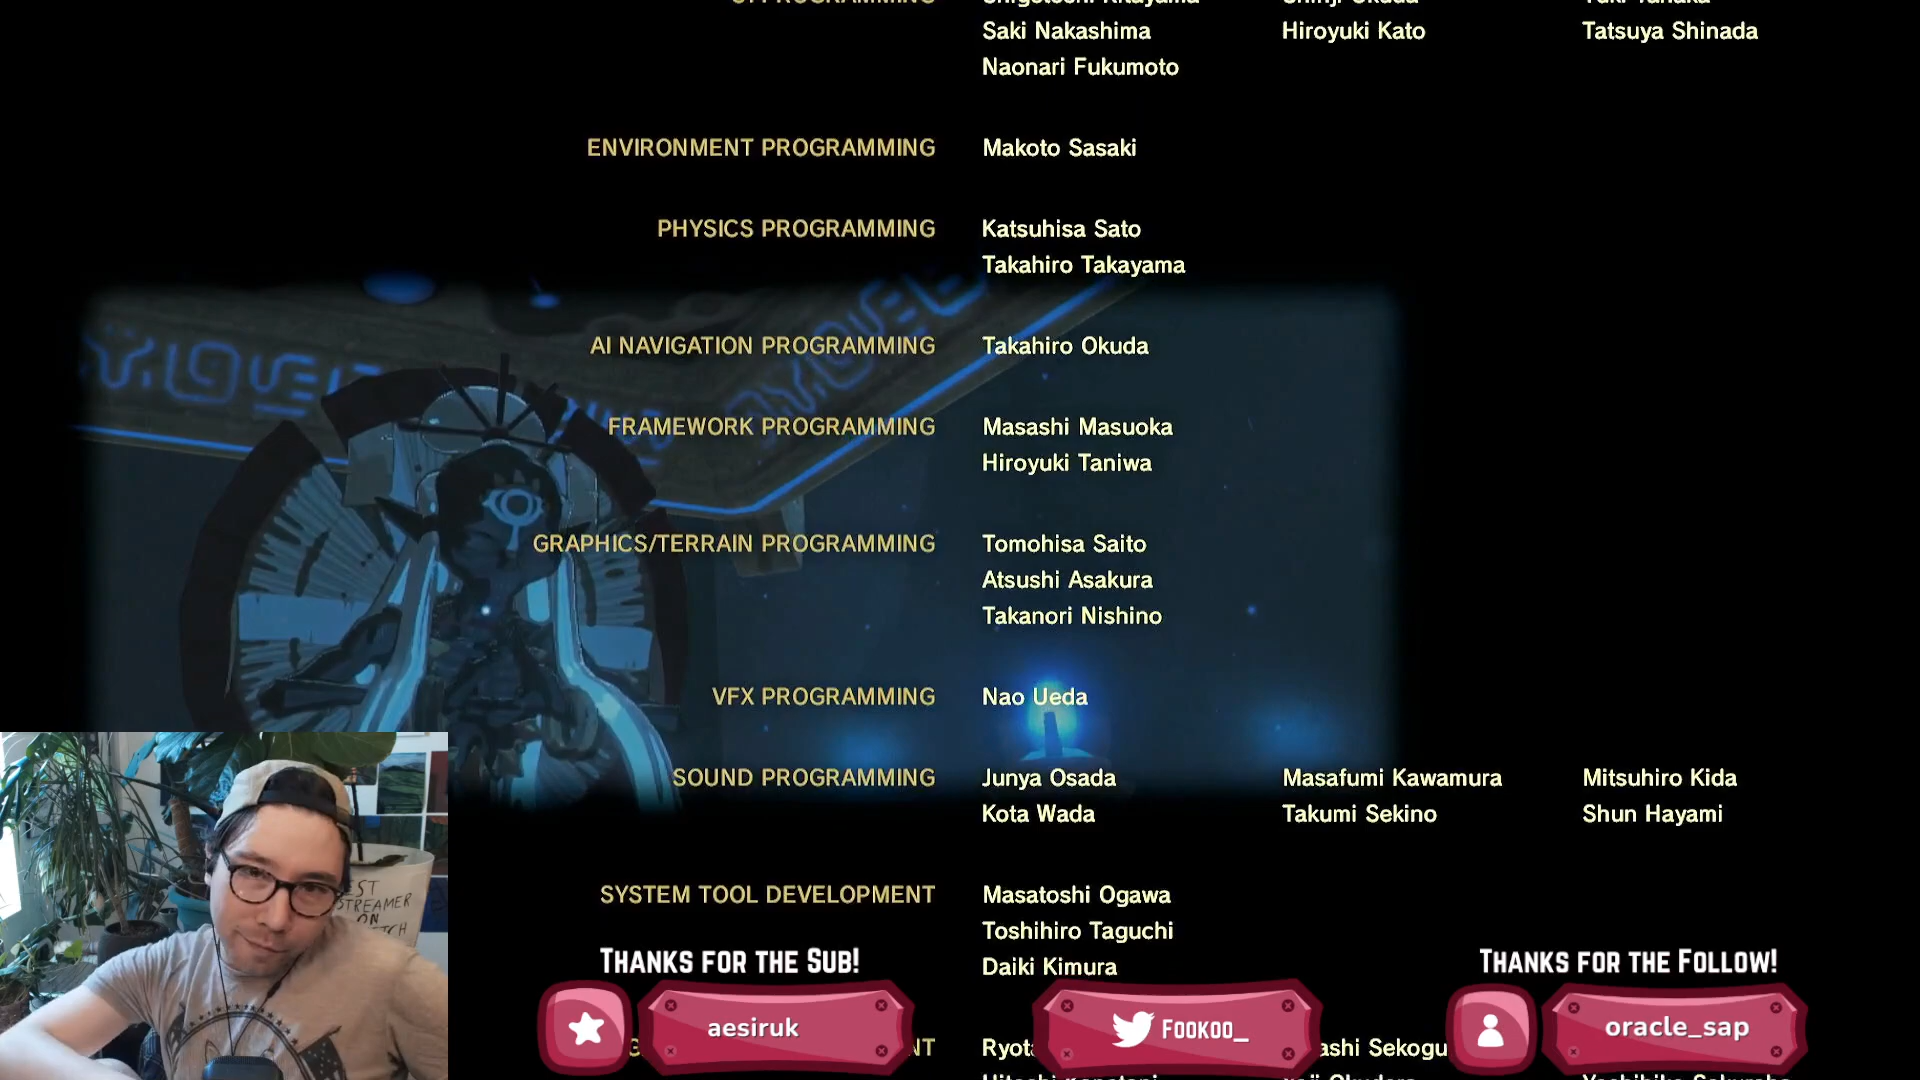 PROGRAMMING
Saki Nakashima Hiroyuki Kato Tatsuya Shinada
Naonari Fukumoto
ENVIRONMENT PROGRAMMING Makoto Sasaki
PHYSICS PROGRAMMING Katsuhisa Sato
Takahiro Takayama
AI NAVIGATION PROGRAMMING Takahiro Okuda
FRAMEWORK PROGRAMMING Masashi Masuoka
Hiroyuki Taniwa
GRAPHICS/TERRAIN PROGRAMMING Tomohisa Saito
Atsushi Asakura
Takanori Nishino
VFX PROGRAMMING Nao Ueda
SOUND PROGRAMMING Junya Osada Masafumi Kawamura Mitsuhiro Kida
Kota Wada Takumi Sekino Shun Hayami
SYSTEM TOOL DEVELOPMENT Masatoshi Ogawa
Toshihiro Taguchi
Daiki Kimura
STREAMER
ON
THANKS FOR THE SUB!
aesiruk
FOOKOO_
THANKS FOR THE FOLLOW!
oracle_sap